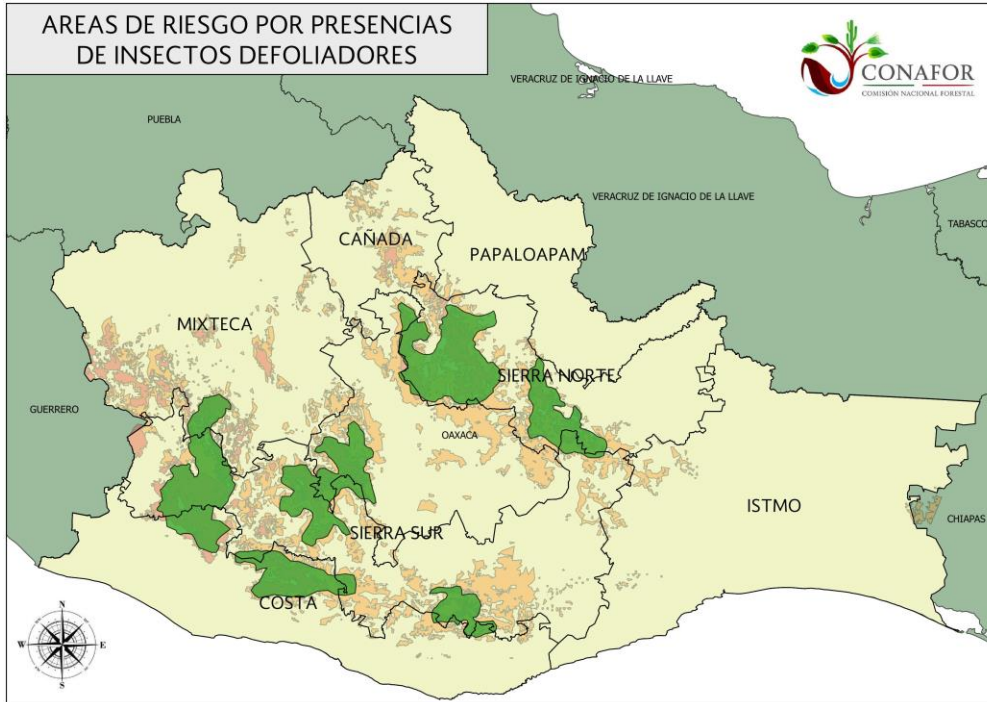 AREAS DE RIESGO POR PRESENCIAS
DE INSECTOS DEFOLIADORES
CONAFOR
COMISIÓN NACIONAL FORESTAL
VERACRUZ DE IGNACIO DE LA LLAVE
PUEBLA
VERACRUZ DE IGNACIO DE LA LLAVE
TABASCO
CAÑADA
PAPALOAPAM
MIXTECA
SIERRA NORTE
GUERRERO
OAXACA
ISTMO
CHIAPAS
SIERRA SUR
COSTA
N
W
E
S